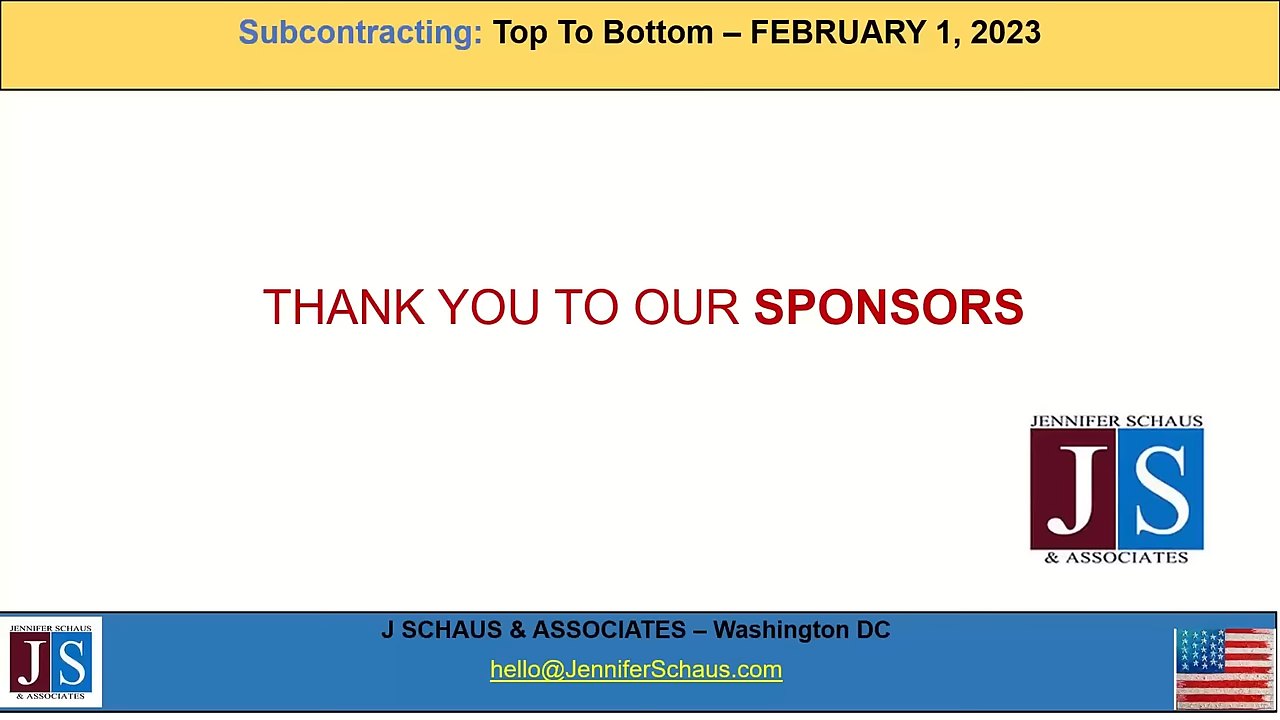 Subcontracting: Top To Bottom – FEBRUARY 1, 2023
THANK YOU TO OUR SPONSORS
JENNIFER SCHAUS
JS
& ASSOCIATES
J SCHAUS & ASSOCIATES – Washington DC
hello@JenniferSchaus.com
JENNIFER SCHAUS
JS
& ASSOCIATES